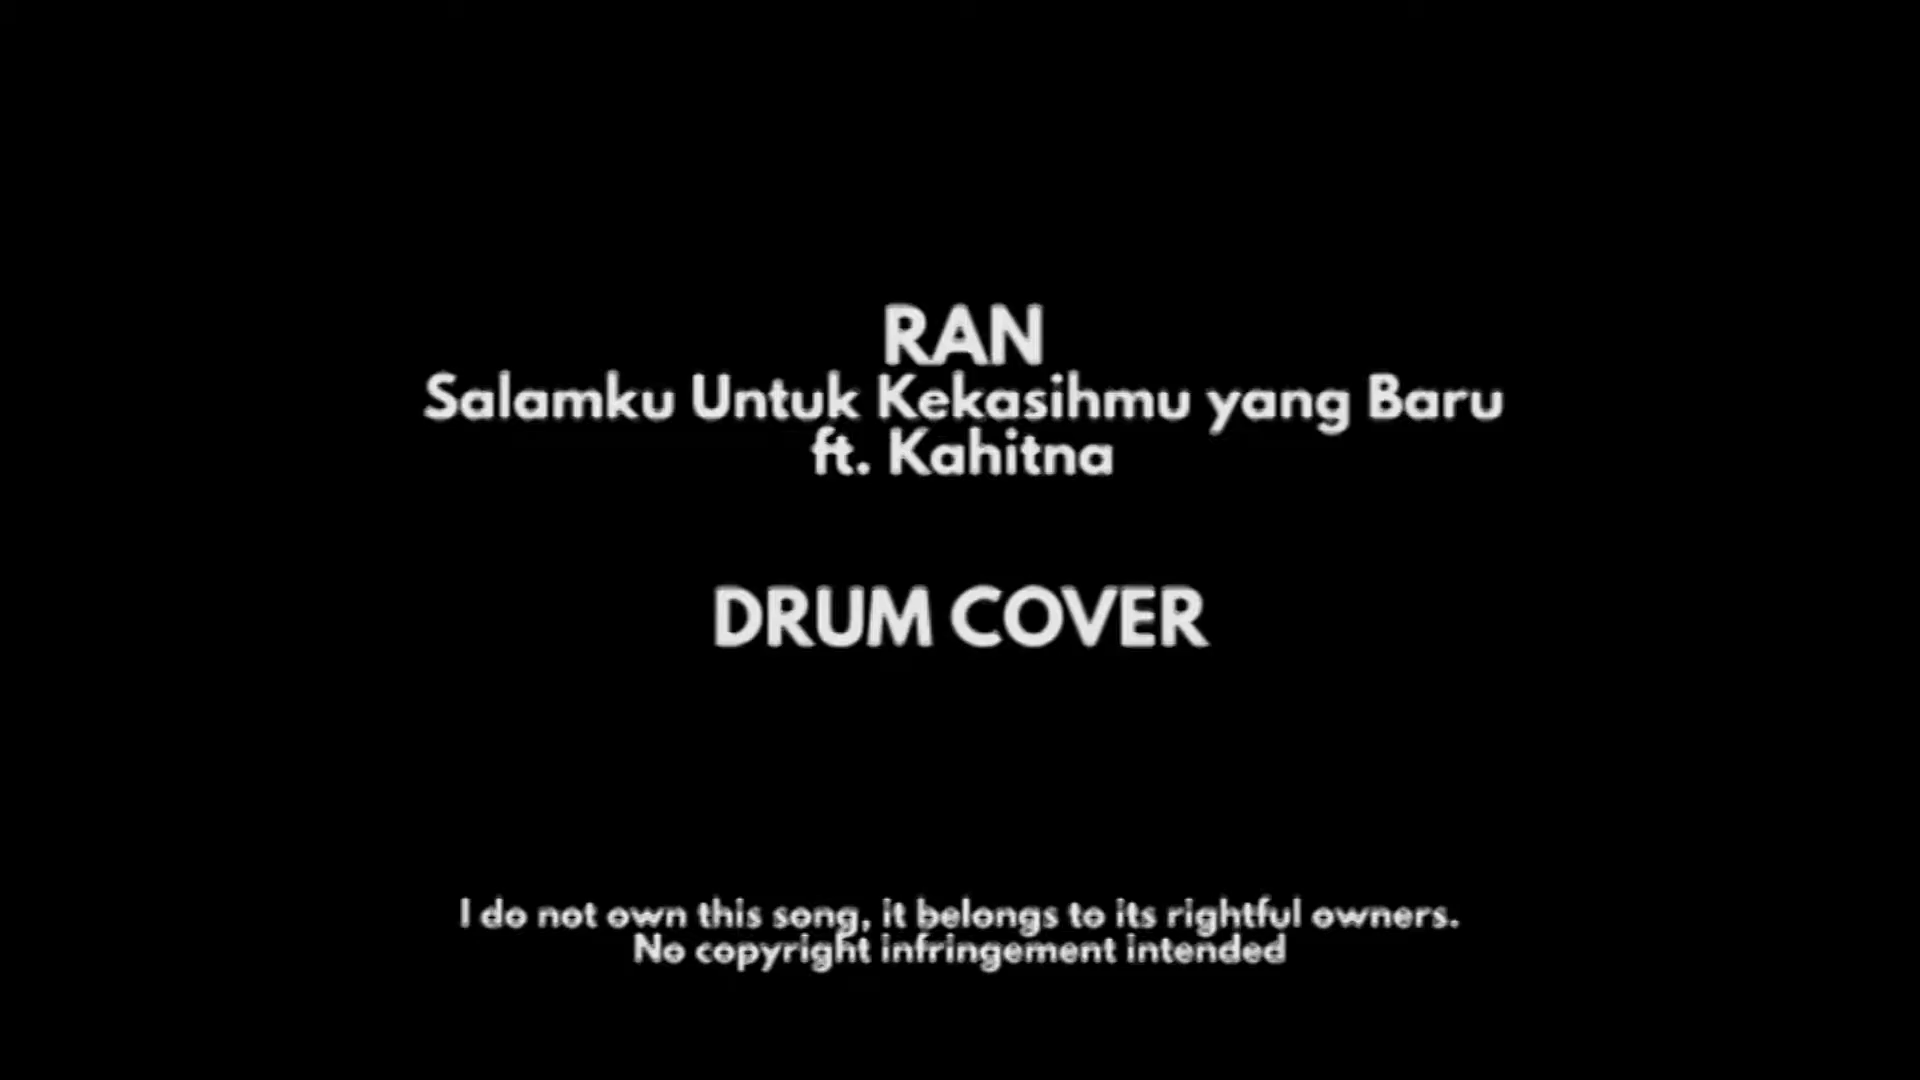 RAN
Salamku Untuk Kekasihmu yang Baru
ft. Kahitna
DRUM COVER
I do not own this song, it belongs to its rightful owners.
No copyright infringement intended